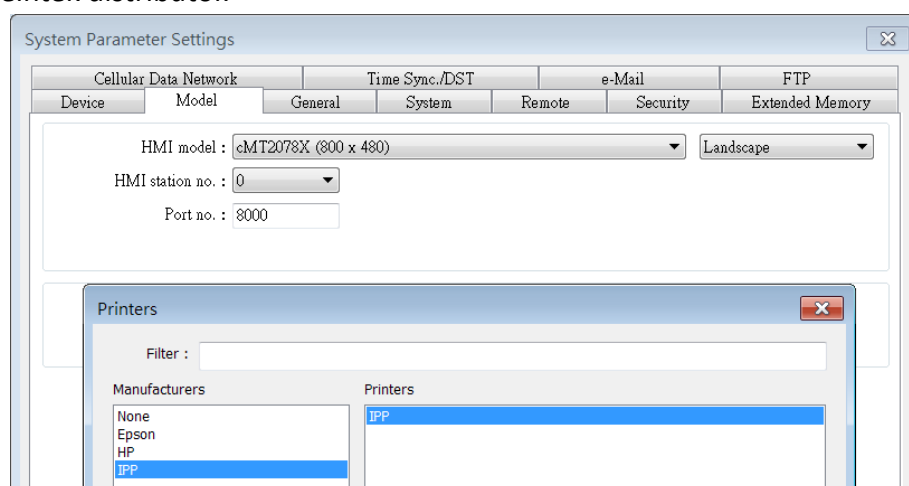 System Parameter Settings
Cellular Data Network Time Sync./DST e-Mail FTP
Device Model General System Remote Security Extended Memory
HMI model : cMT2078X (800 x 480) Landscape
HMI station no. : 0
Port no. : 8000
Printers
Filter :
Manufacturers Printers
None IPP
Epson
HP
IPP